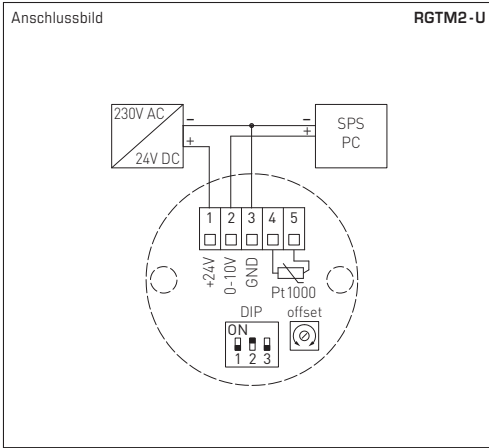 Anschlussbild RGTM2-U
230V AC
24V DC
–
+
–
+
SPS
PC
1 2 3 4 5
+24V
0-10V
GND
Pt1000
DIP
offset
ON
1 2 3